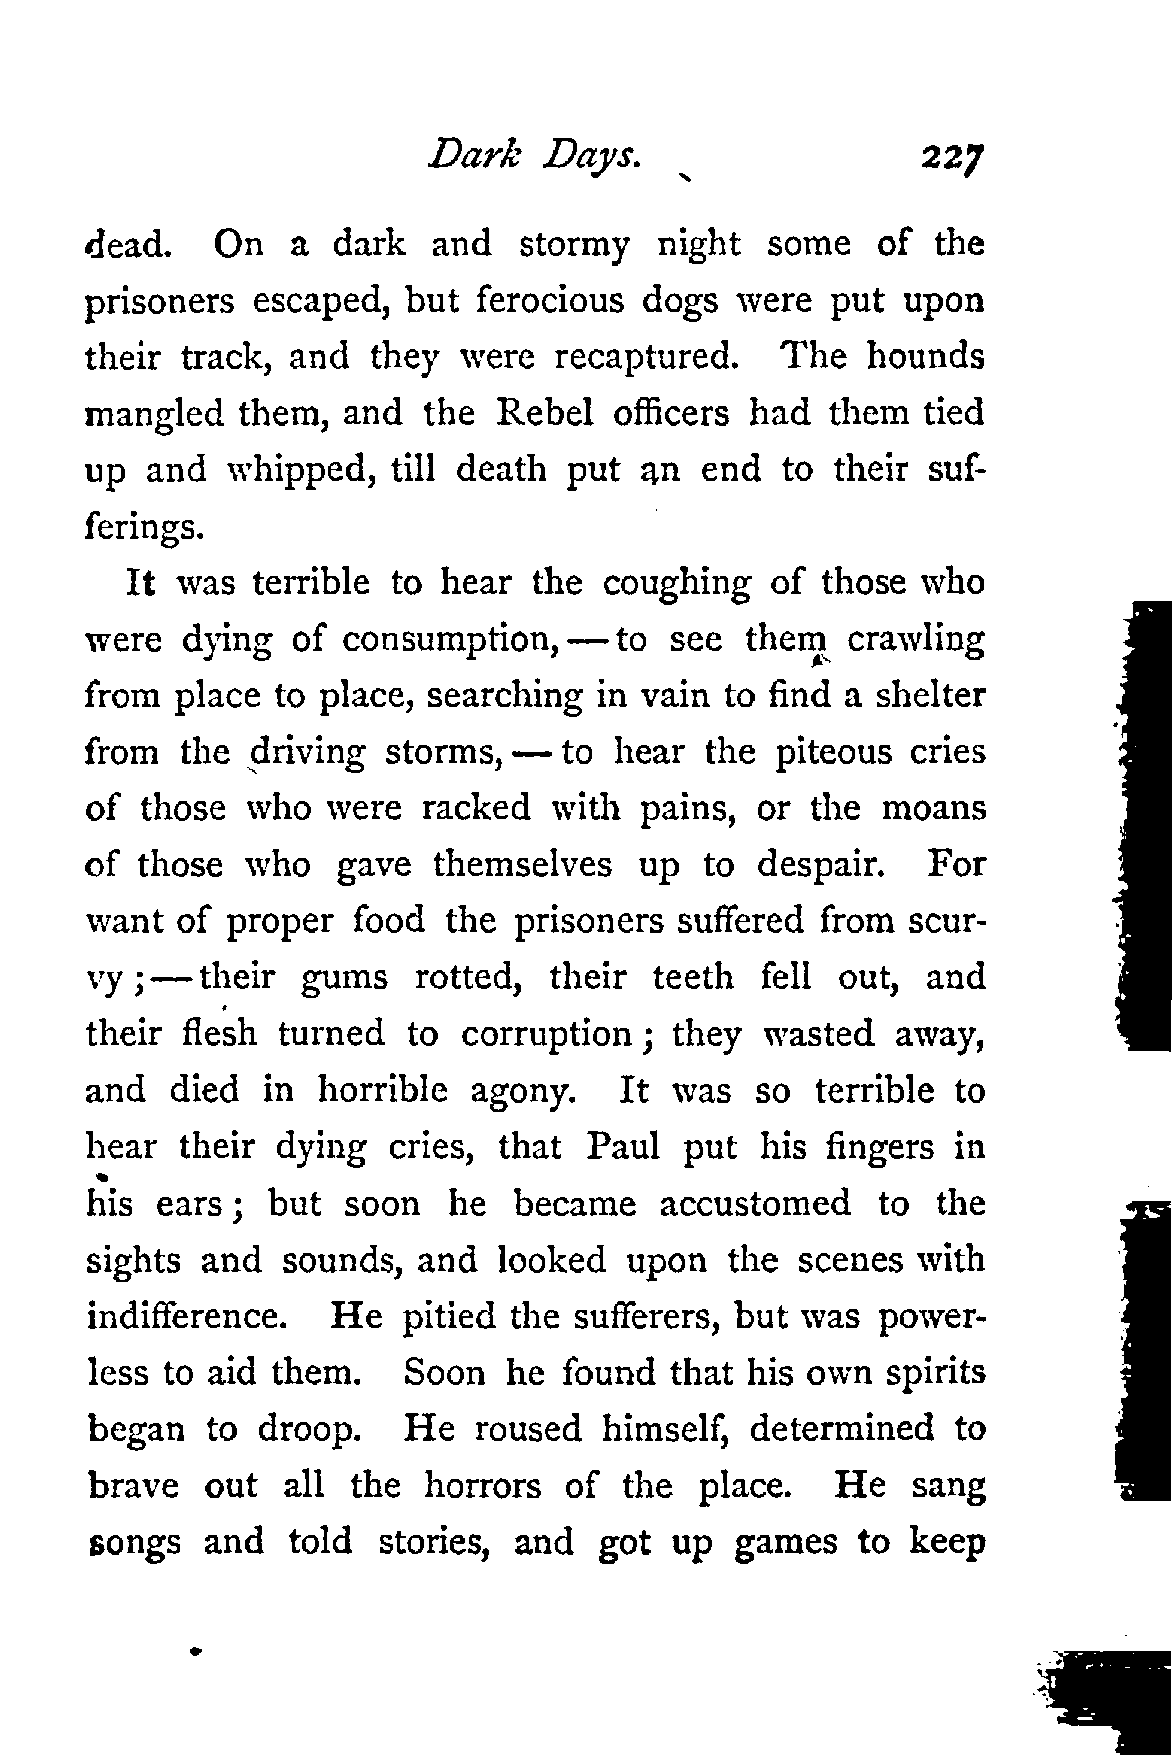 Dark Days. 227
dead. On a dark and stormy night some of the
prisoners escaped, but ferocious dogs were put upon
their track, and they were recaptured. The hounds
mangled them, and the Rebel officers had them tied
up and whipped, till death put an end to their suf-
ferings.
It was terrible to hear the coughing of those who
were dying of consumption, — to see them crawling
from place to place, searching in vain to find a shelter
from the driving storms, — to hear the piteous cries
of those who were racked with pains, or the moans
of those who gave themselves up to despair. For
want of proper food the prisoners suffered from scur-
vy ; — their gums rotted, their teeth fell out, and
their flesh turned to corruption ; they wasted away,
and died in horrible agony. It was so terrible to
hear their dying cries, that Paul put his fingers in
his ears ; but soon he became accustomed to the
sights and sounds, and looked upon the scenes with
indifference. He pitied the sufferers, but was power-
less to aid them. Soon he found that his own spirits
began to droop. He roused himself, determined to
brave out all the horrors of the place. He sang
songs and told stories, and got up games to keep